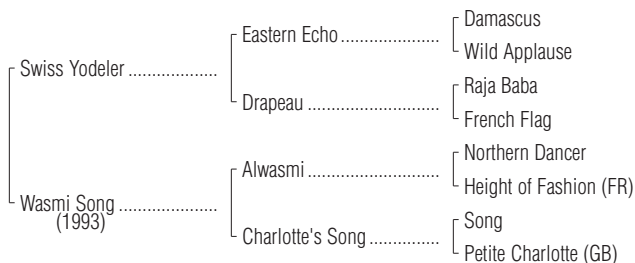 Damascus
Eastern Echo ....................
Wild Applause
Swiss Yodeler ..................
Raja Baba
Drapeau ...........................
French Flag
Northern Dancer
Alwasmi ...........................
Height of Fashion (FR)
Wasmi Song ....................
(1993)
Song
Charlotte's Song ..............
Petite Charlotte (GB)